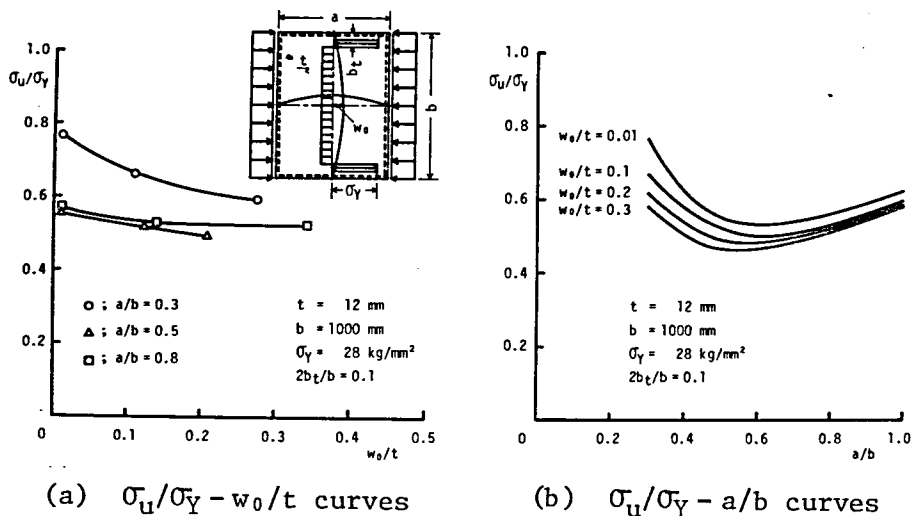 1.0
σu/σY
0.8
0.6
0.4
0.2
0
0.1
0.2
0.3
0.4
0.5
w₀/t
a
b
bt
t
w₀
σY
○ ; a/b = 0.3
△ ; a/b = 0.5
□ ; a/b = 0.8
t = 12 mm
b = 1000 mm
σY = 28 kg/mm²
2bt/b = 0.1
(a) σu/σY - w₀/t curves
1.0
σu/σY
0.8
0.6
0.4
0.2
0
0.2
0.4
0.6
0.8
1.0
a/b
w₀/t = 0.01
w₀/t = 0.1
w₀/t = 0.2
w₀/t = 0.3
t = 12 mm
b = 1000 mm
σY = 28 kg/mm²
2bt/b = 0.1
(b) σu/σY - a/b curves